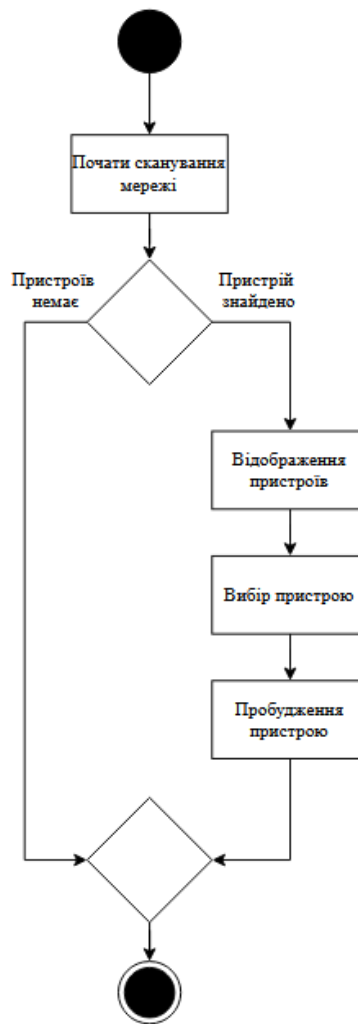 Почати сканування
мережі
Пристроїв
немає
Пристрій
знайдено
Відображення
пристроїв
Вибір пристрою
Пробудження
пристрою